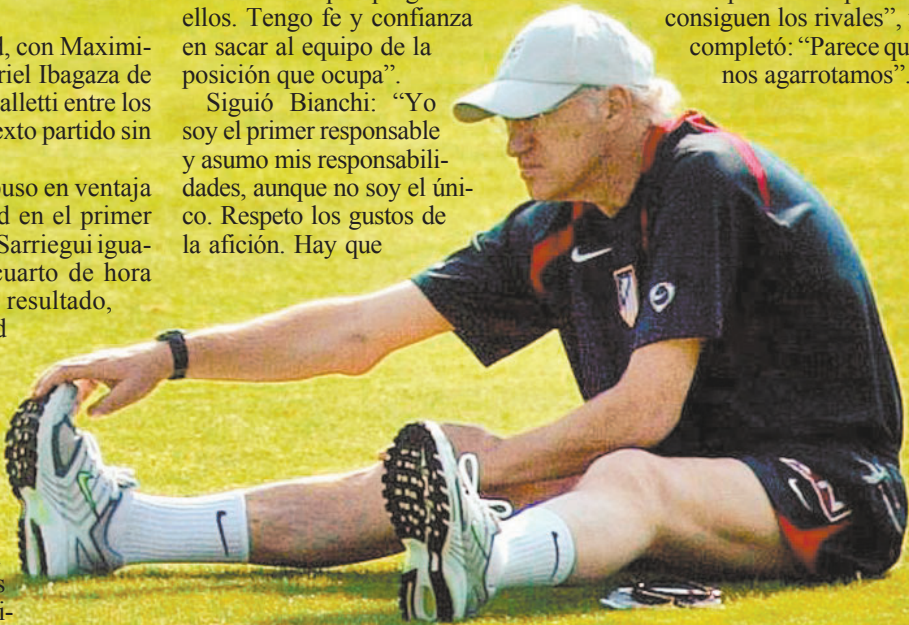 l, con Maximi-
riel Ibagaza de
alletti entre los
exto partido sin
uso en ventaja
d en el primer
Sarriegui igua-
cuarto de hora
resultado,
d
s
i-
ellos. Tengo fe y confianza
en sacar al equipo de la
posición que ocupa”.
Siguió Bianchi: “Yo
soy el primer responsable
y asumo mis responsabili-
dades, aunque no soy el úni-
co. Respeto los gustos de
la afición. Hay que
consiguen los rivales”,
completó: “Parece qu
nos agarrotamos”.